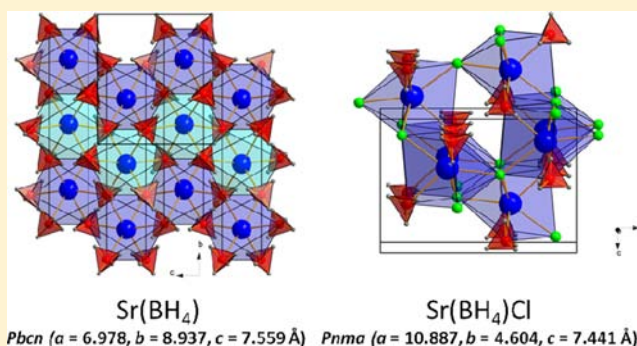 b
c
c
Sr(BH₄)
Sr(BH₄)Cl
Pbcn (a = 6.978, b = 8.937, c = 7.559 Å)
Pnma (a = 10.887, b = 4.604, c = 7.441 Å)